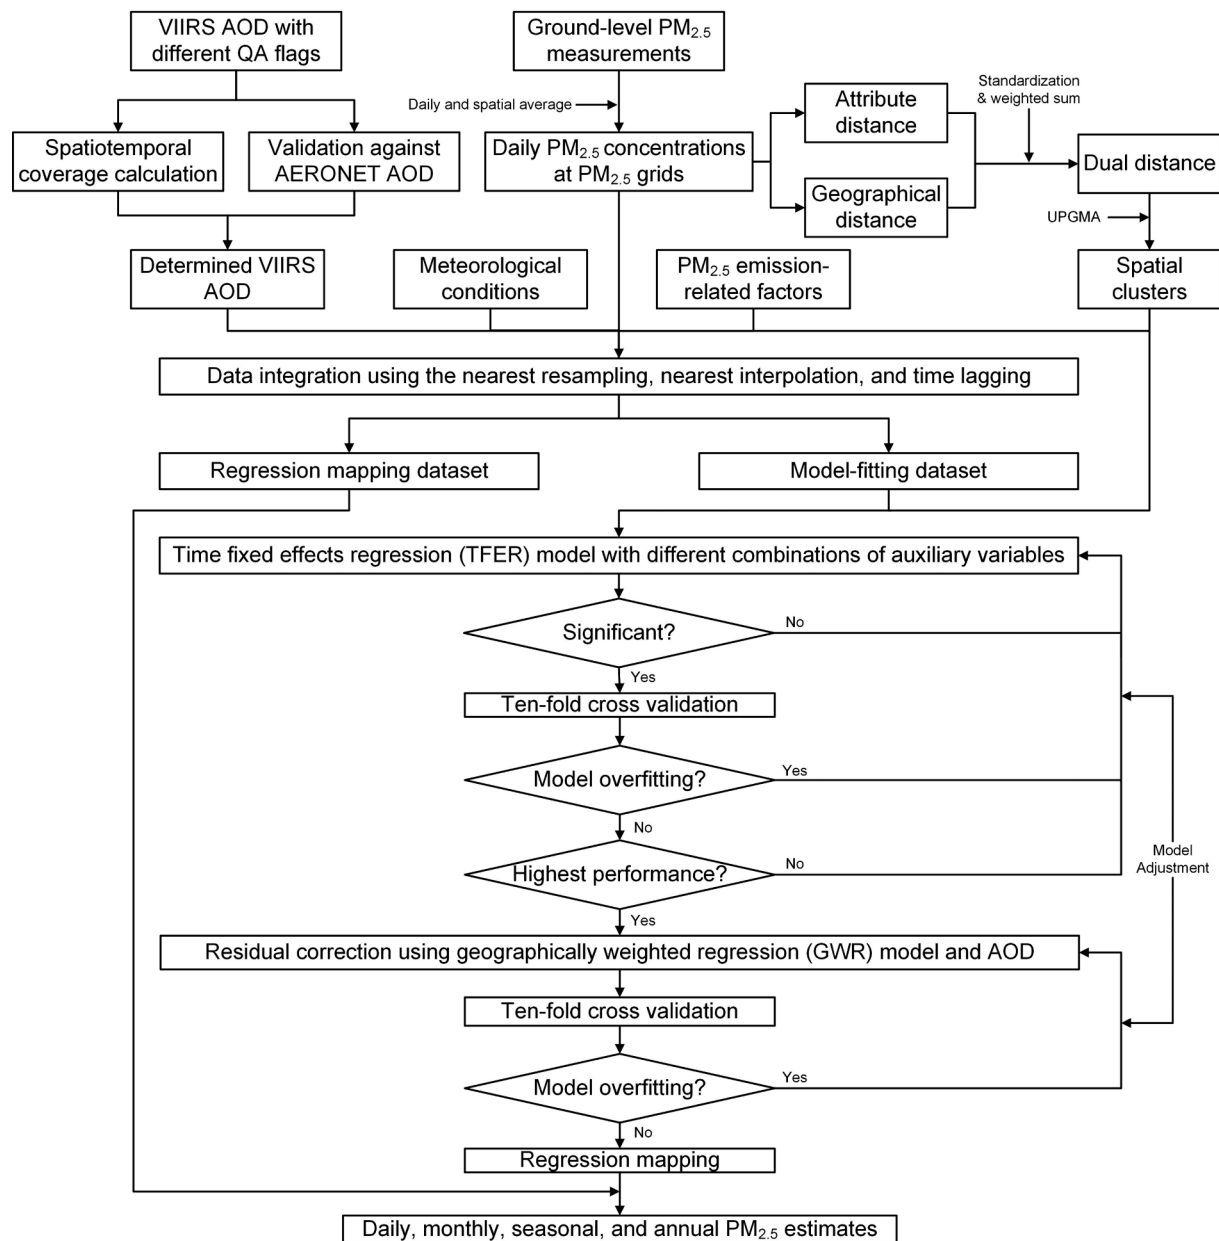 VIIRS AOD with
different QA flags
Ground-level PM2.5
measurements
Daily and spatial average
Attribute
distance
Standardization
& weighted sum
Spatiotemporal
coverage calculation
Validation against
AERONET AOD
Daily PM2.5 concentrations
at PM2.5 grids
Geographical
distance
Dual distance
UPGMA
Determined VIIRS
AOD
Meteorological
conditions
PM2.5 emission-
related factors
Spatial
clusters
Data integration using the nearest resampling, nearest interpolation, and time lagging
Regression mapping dataset
Model-fitting dataset
Time fixed effects regression (TFER) model with different combinations of auxiliary variables
Significant?
No
Yes
Ten-fold cross validation
Model overfitting?
Yes
No
Highest performance?
No
Model
Adjustment
Yes
Residual correction using geographically weighted regression (GWR) model and AOD
Ten-fold cross validation
Model overfitting?
Yes
No
Regression mapping
Daily, monthly, seasonal, and annual PM2.5 estimates